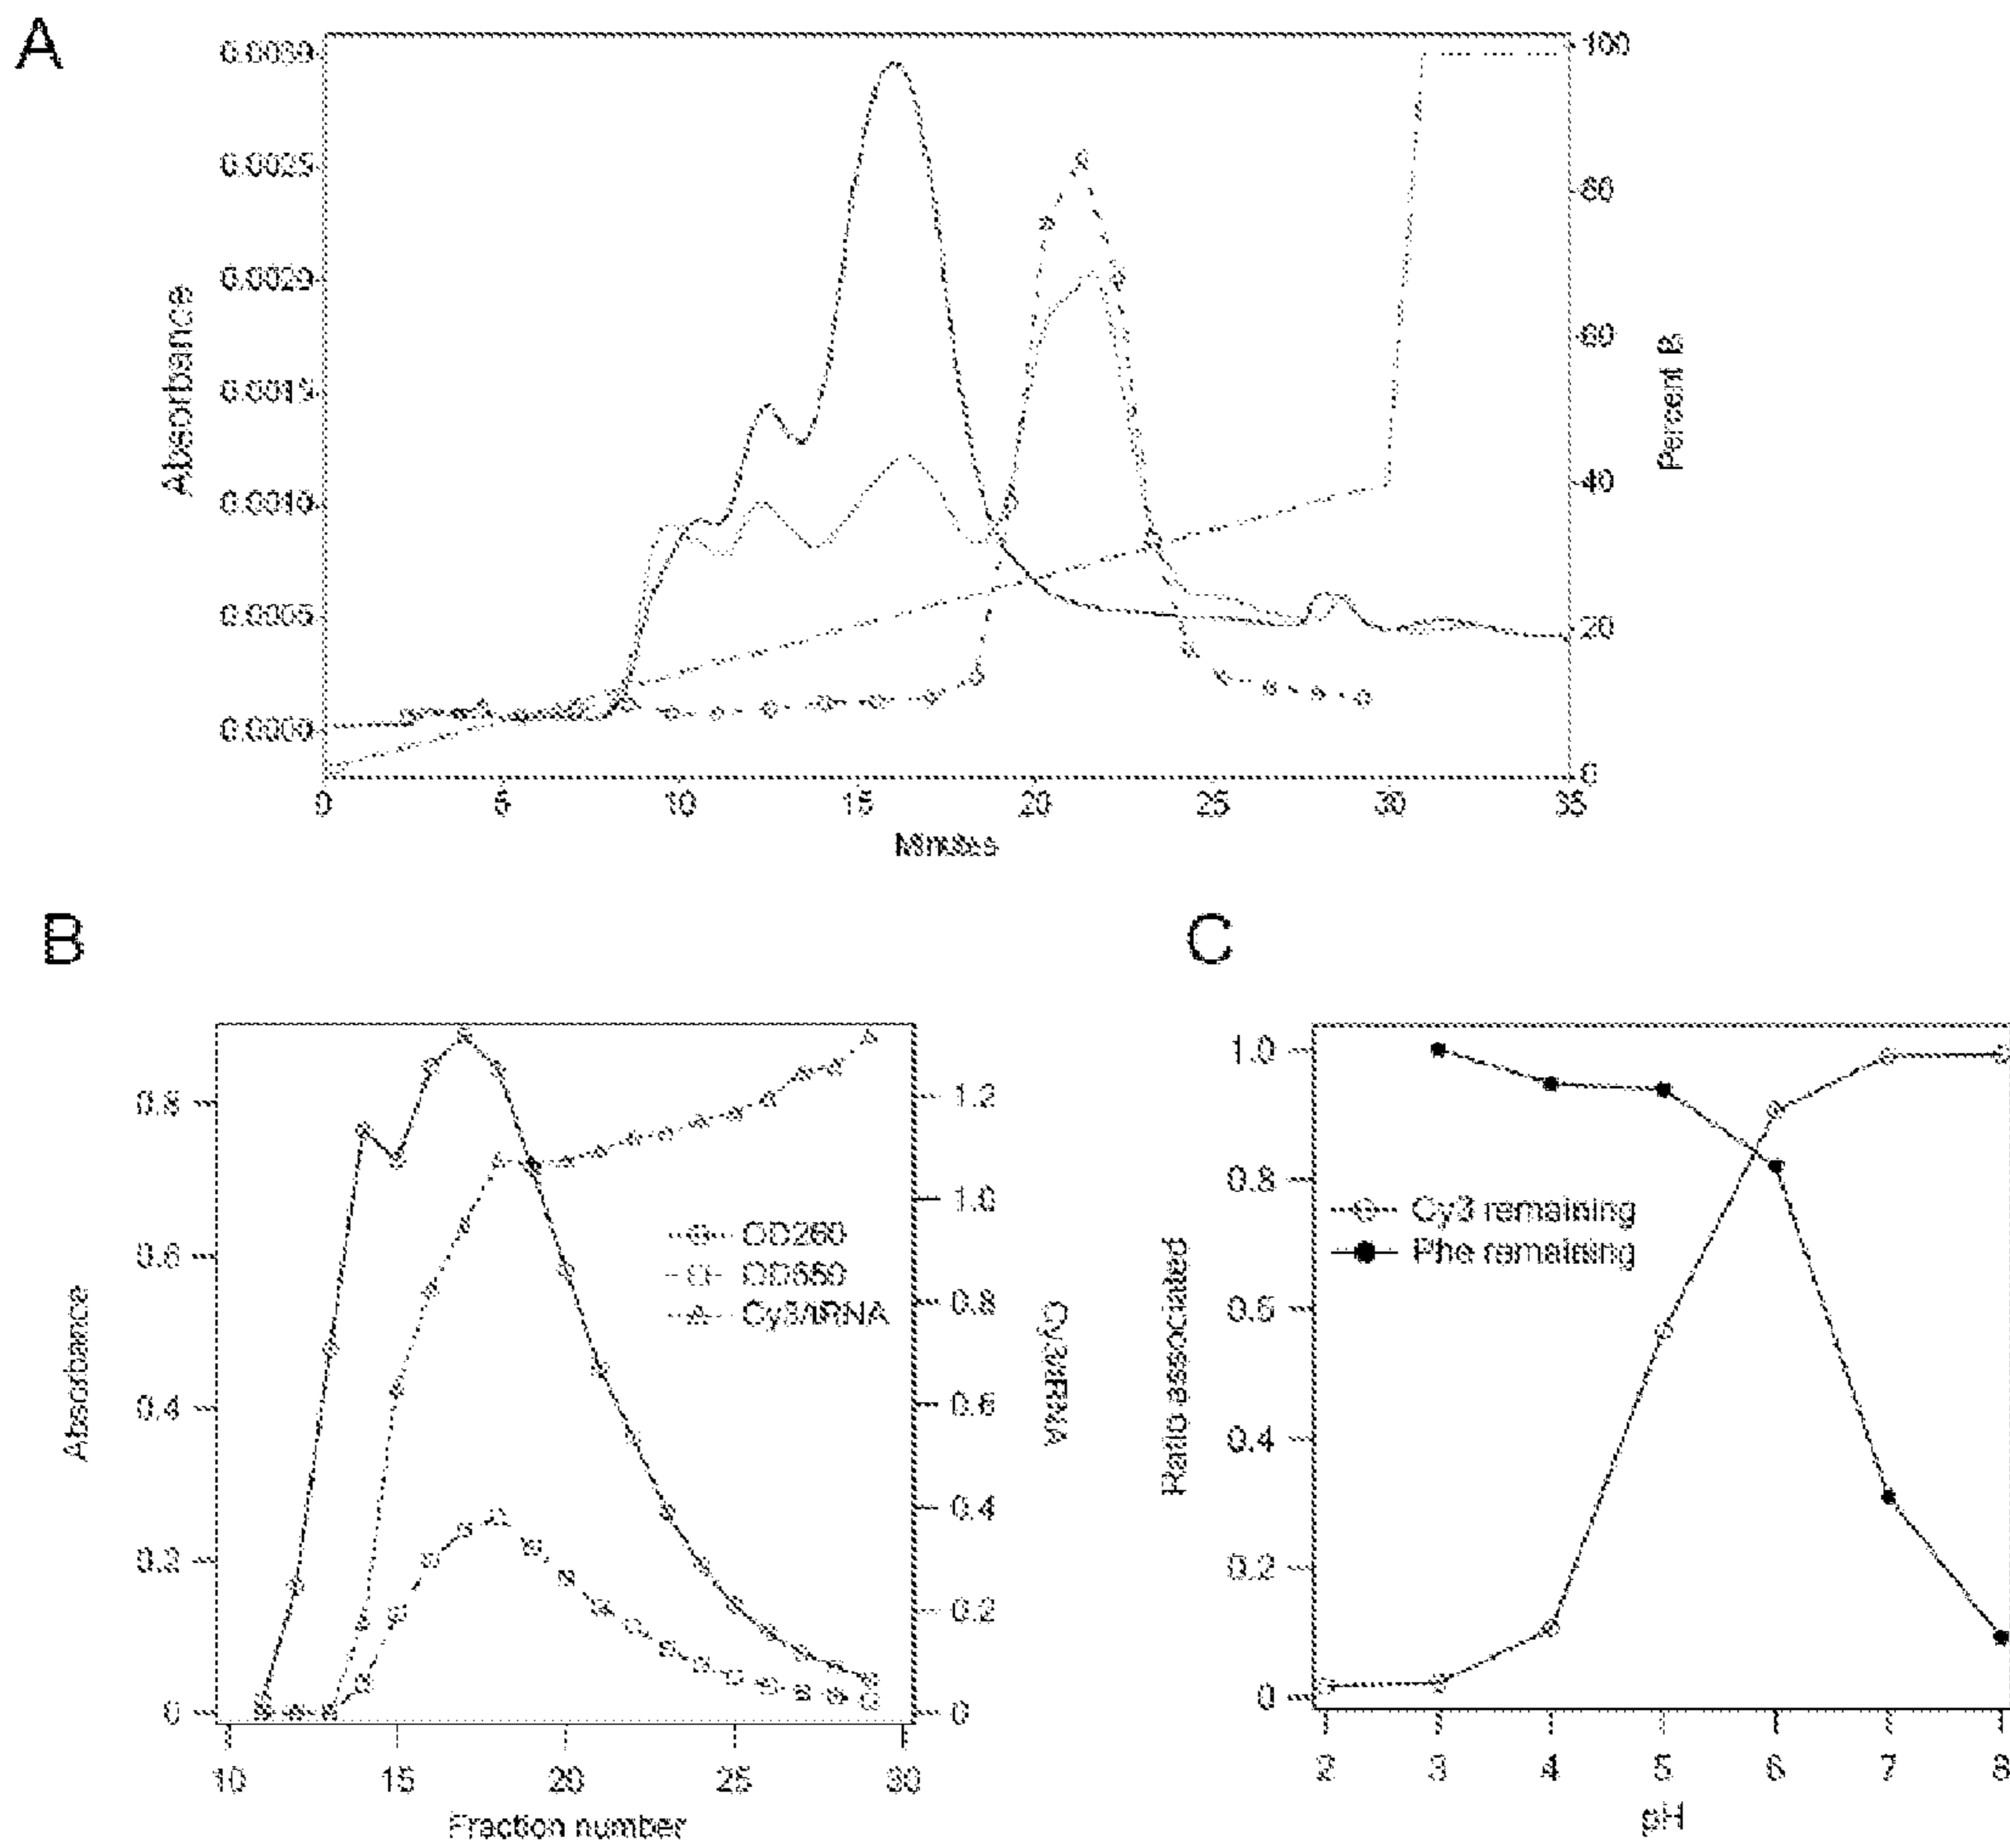 A
0.0030
100
0.0025
80
0.0020
60
0.0015
0.0010
40
0.0005
20
0.0000
0
Absorbance
Percent B
0 5 10 15 20 25 30 35
Minutes
B
0.8
0.6
0.4
0.2
0
Absorbance
OD260
OD550
Cy3/tRNA
1.2
1.0
0.8
0.6
0.4
0.2
0
Cy3/tRNA
10 15 20 25 30
Fraction number
C
1.0
0.8
0.6
0.4
0.2
0
Ratio associated
Cy3 remaining
Phe remaining
2 3 4 5 6 7 8
pH